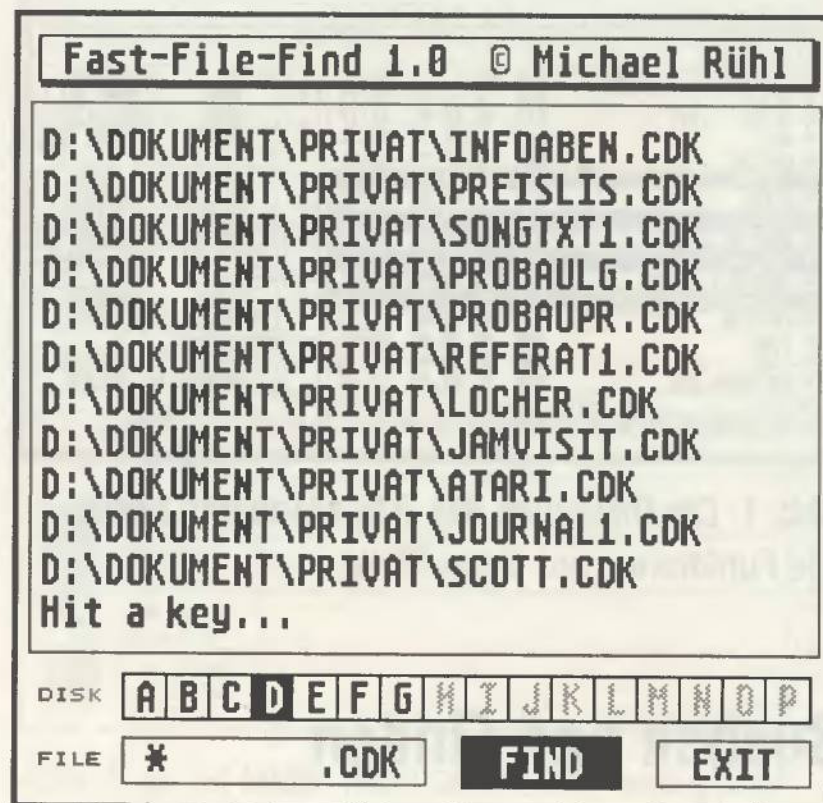 Fast-File-Find 1.0 © Michael Rühl
D:\DOKUMENT\PRIVAT\INFOABEN.CDK
D:\DOKUMENT\PRIVAT\PREISLIS.CDK
D:\DOKUMENT\PRIVAT\SONGTXT1.CDK
D:\DOKUMENT\PRIVAT\PROBAULG.CDK
D:\DOKUMENT\PRIVAT\PROBAUPR.CDK
D:\DOKUMENT\PRIVAT\REFERAT1.CDK
D:\DOKUMENT\PRIVAT\LOCHER.CDK
D:\DOKUMENT\PRIVAT\JAMVISIT.CDK
D:\DOKUMENT\PRIVAT\ATARI.CDK
D:\DOKUMENT\PRIVAT\JOURNAL1.CDK
D:\DOKUMENT\PRIVAT\SCOTT.CDK
Hit a key...
DISK A B C D E F G H I J K L M N O P
FILE * .CDK FIND EXIT